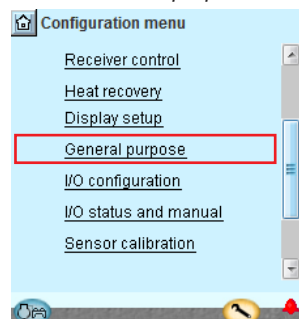 Configuration menu
Receiver control
Heat recovery
Display setup
General purpose
I/O configuration
I/O status and manual
Sensor calibration